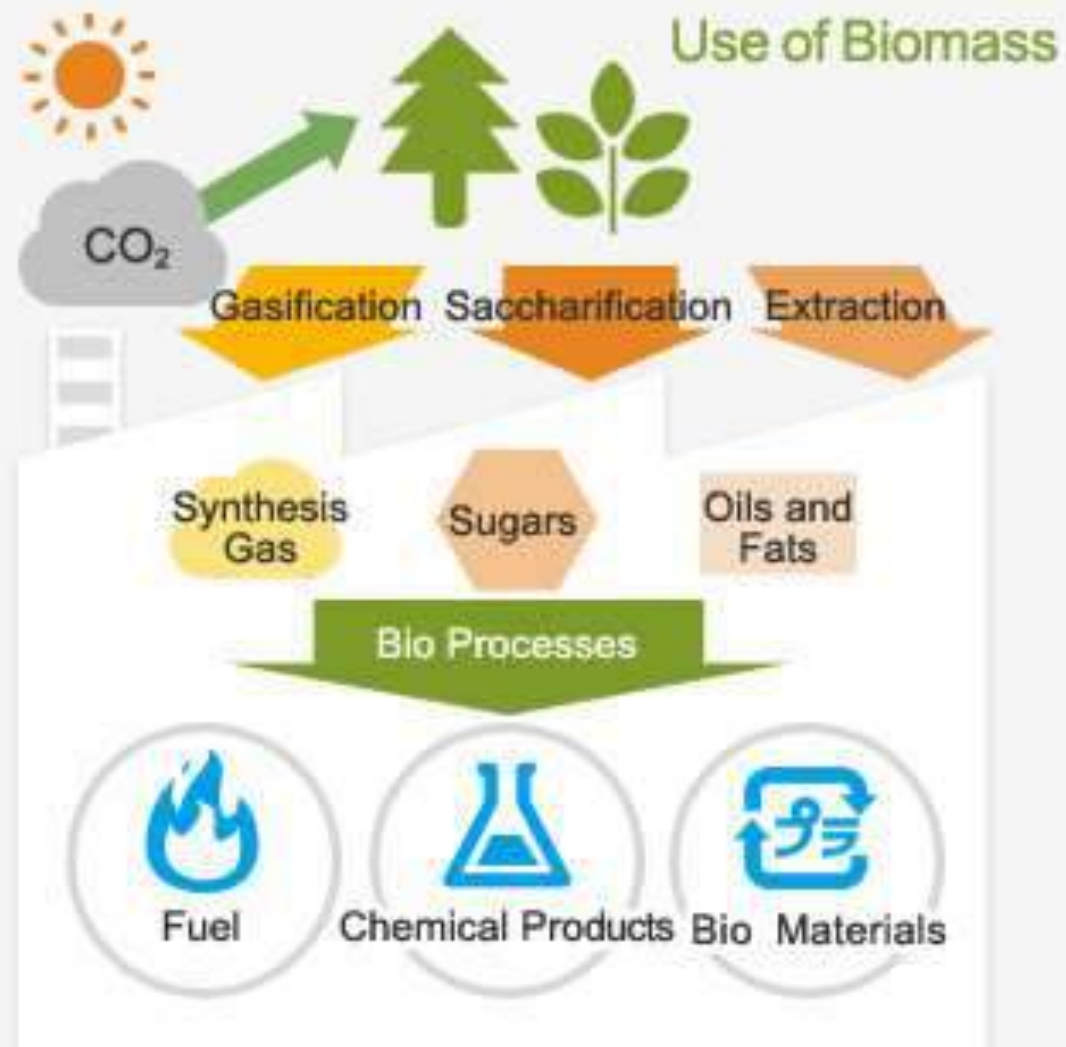 Use of Biomass
CO₂
Gasification
Saccharification
Extraction
Synthesis
Gas
Sugars
Oils and
Fats
Bio Processes
プラ
Fuel
Chemical Products
Bio Materials